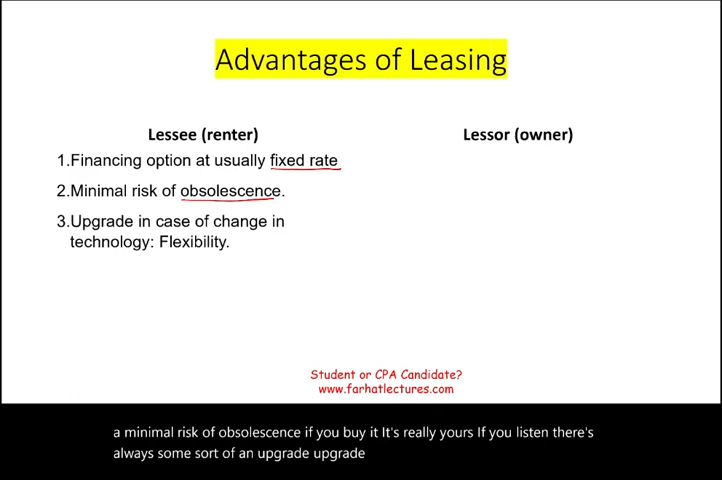 Advantages of Leasing
Lessee (renter)
Lessor (owner)
1.Financing option at usually fixed rate
2.Minimal risk of obsolescence.
3.Upgrade in case of change in
technology: Flexibility.
Student or CPA Candidate?
www.farhatlectures.com
a minimal risk of obsolescence if you buy it It's really yours If you listen there's
always some sort of an upgrade upgrade